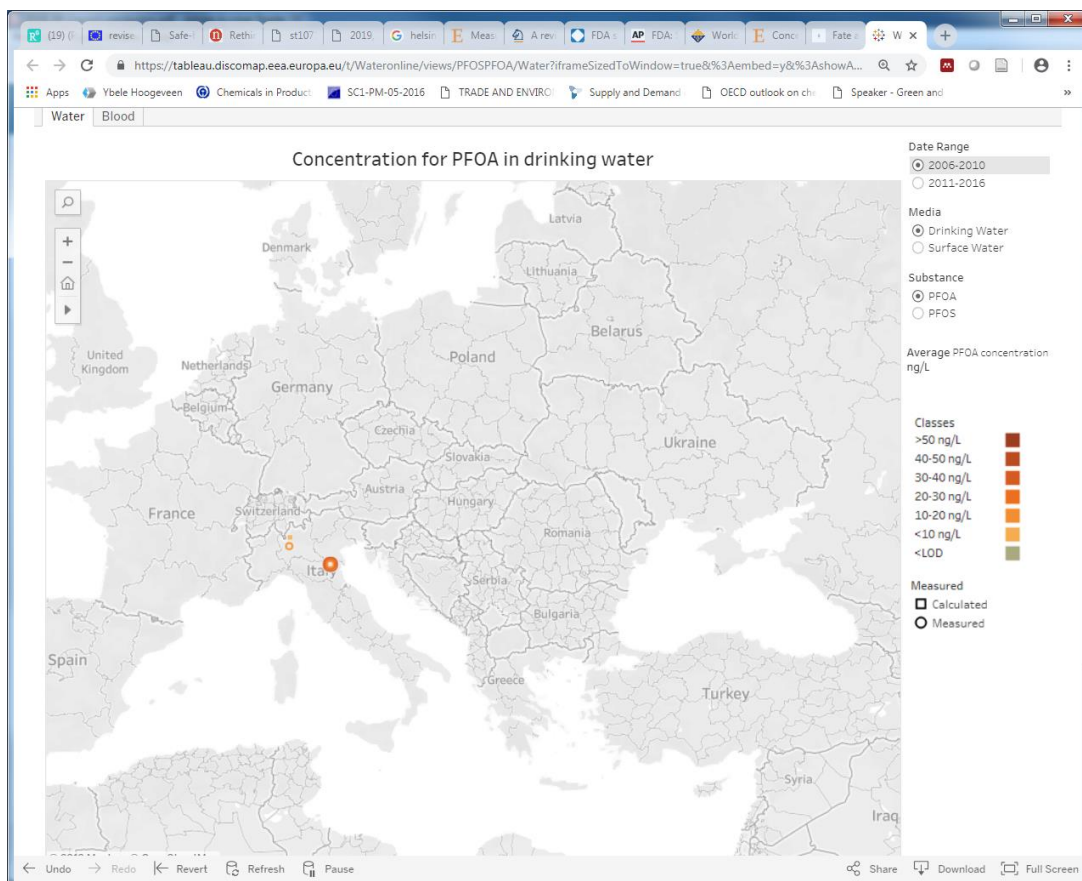 (19) (
revise
Safe-
Rethi
st107
2019
helsin
Meas
A rev
FDA s
AP FDA:
World
Conc
Fate a
W
https://tableau.discomap.eea.europa.eu/t/Wateronline/views/PFOSPFOA/Water?iframeSizedToWindow=true&%3Aembed=y&%3AshowA...
Apps Ybele Hoogeveen Chemicals in Product SC1-PM-05-2016 TRADE AND ENVIRO Supply and Demand OECD outlook on che Speaker - Green and »
Water Blood
Concentration for PFOA in drinking water
Date Range
2006-2010
2011-2016
Media
Drinking Water
Surface Water
Substance
PFOA
PFOS
Average PFOA concentration
ng/L
Classes
>50 ng/L
40-50 ng/L
30-40 ng/L
20-30 ng/L
10-20 ng/L
<10 ng/L
<LOD
Measured
Calculated
Measured
Latvia
Denmark
Lithuania
Belarus
United
Kingdom
Netherlands
Poland
Germany
Belgium
Czechia
Ukraine
Slovakia
Austria
France
Switzerland
Hungary
Romania
Italy
Serbia
Bulgaria
Spain
Greece
Turkey
Syria
Iraq
Undo Redo Revert Refresh Pause Share Download Full Screen